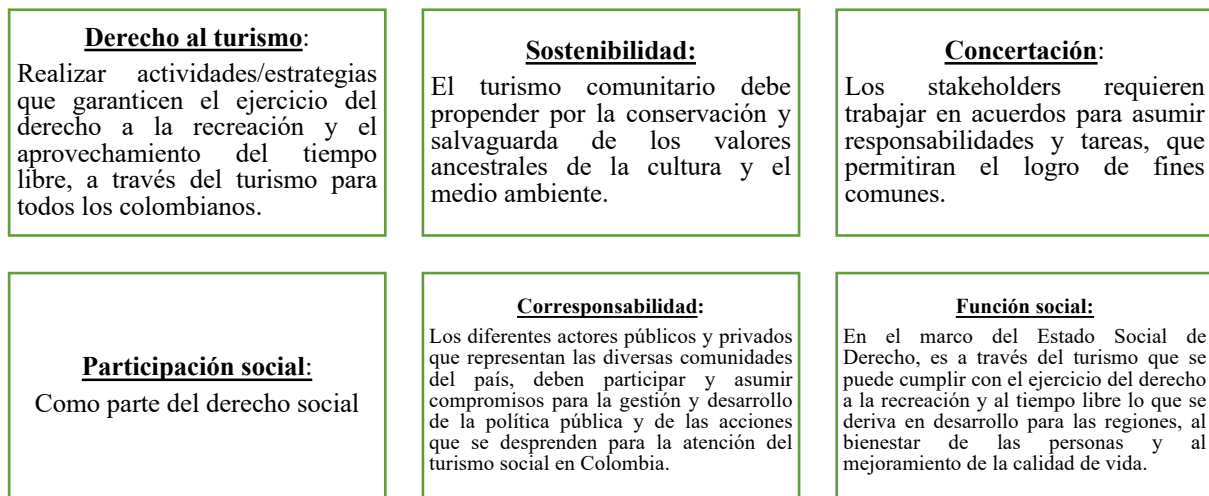 Derecho al turismo:
Realizar actividades/estrategias
que garanticen el ejercicio del
derecho a la recreación y el
aprovechamiento del tiempo
libre, a través del turismo para
todos los colombianos.
Sostenibilidad:
El turismo comunitario debe
propender por la conservación y
salvaguarda de los valores
ancestrales de la cultura y el
medio ambiente.
Concertación:
Los stakeholders requieren
trabajar en acuerdos para asumir
responsabilidades y tareas, que
permitiran el logro de fines
comunes.
Participación social:
Como parte del derecho social
Corresponsabilidad:
Los diferentes actores públicos y privados
que representan las diversas comunidades
del país, deben participar y asumir
compromisos para la gestión y desarrollo
de la política pública y de las acciones
que se desprenden para la atención del
turismo social en Colombia.
Función social:
En el marco del Estado Social de
Derecho, es a través del turismo que se
puede cumplir con el ejercicio del derecho
a la recreación y al tiempo libre lo que se
deriva en desarrollo para las regiones, al
bienestar de las personas y al
mejoramiento de la calidad de vida.